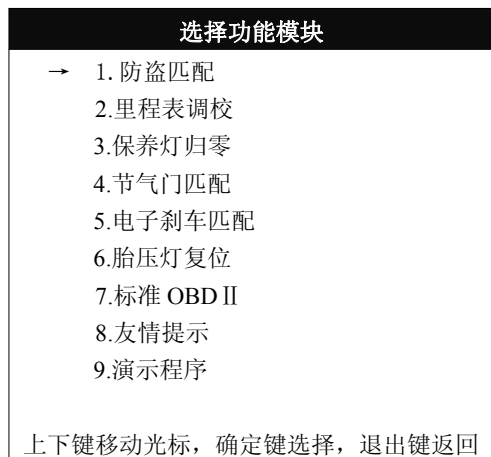 选择功能模块
→ 1.防盗匹配
2.里程表调校
3.保养灯归零
4.节气门匹配
5.电子刹车匹配
6.胎压灯复位
7.标准 OBDⅡ
8.友情提示
9.演示程序
上下键移动光标，确定键选择，退出键返回